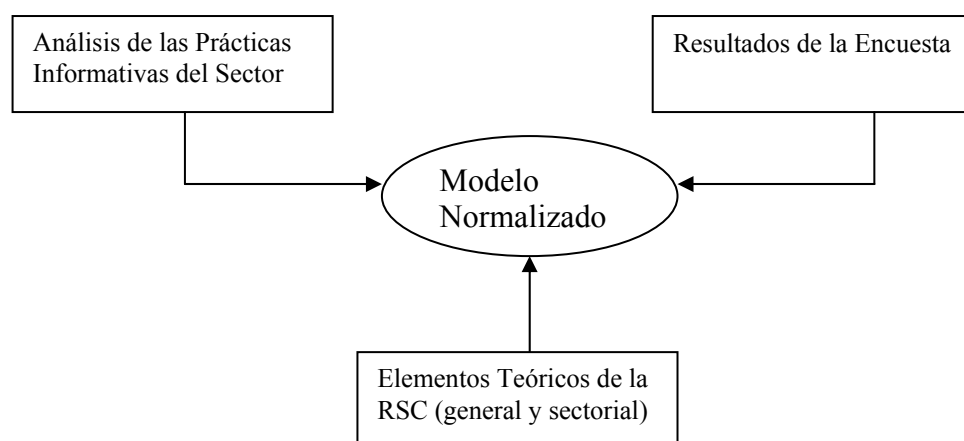 Análisis de las Prácticas
Informativas del Sector
Resultados de la Encuesta
Modelo
Normalizado
Elementos Teóricos de la
RSC (general y sectorial)